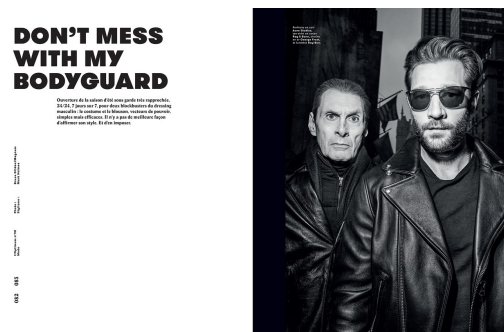 DON'T MESS
WITH MY
BODYGUARD
Ouverture de la saison d'été sous garde très rapprochée,
24/24, 7 jours sur 7, pour deux blockbusters du dressing
masculin : le costume et le blouson, vecteurs de pouvoir,
simples mais efficaces. Il n'y a pas de meilleure façon
d'affirmer son style. Et d'en imposer.
082 083